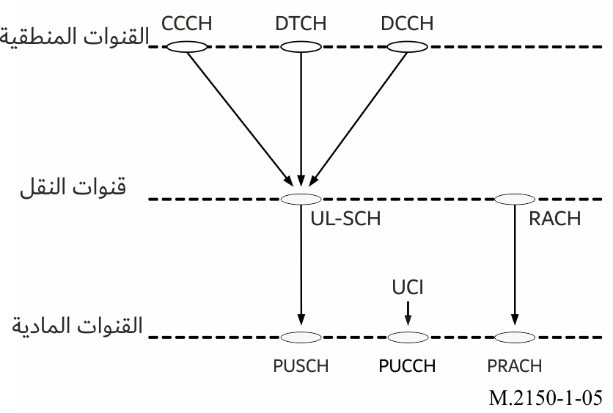 CCCH DTCH DCCH
القنوات المنطقية
قنوات النقل
UL-SCH RACH
UCI
القنوات المادية
PUSCH PUCCH PRACH
M.2150-1-05